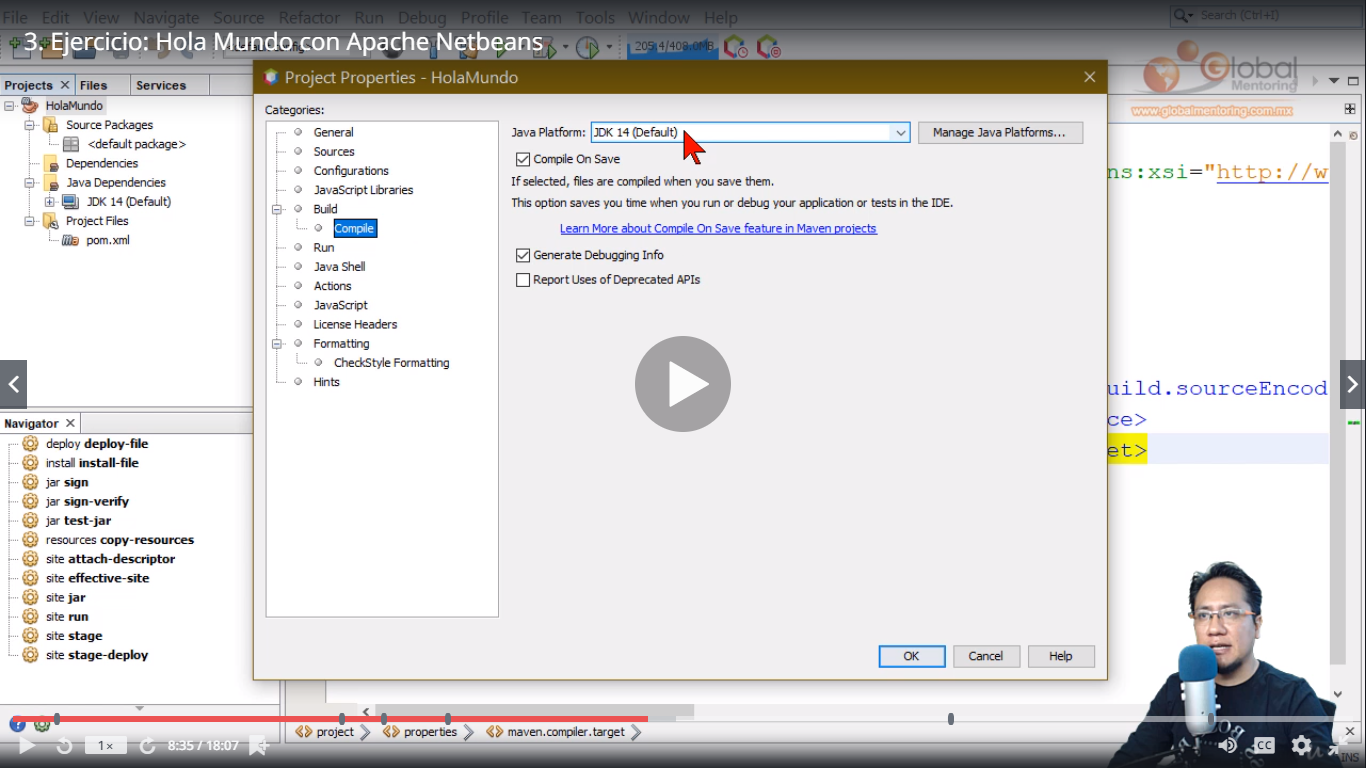 File Edit View Navigate Source Refactor Run Debug Profile Team Tools Window Help
Search (Ctrl+I)
3. Ejercicio: Hola Mundo con Apache Netbeans
205.4/408.0MB
Global
Mentoring
www.globalmentoring.com.mx
Projects
Files
Services
HolaMundo
Source Packages
<default package>
Dependencies
Java Dependencies
JDK 14 (Default)
Project Files
pom.xml
Navigator
deploy deploy-file
install install-file
jar sign
jar sign-verify
jar test-jar
resources copy-resources
site attach-descriptor
site effective-site
site jar
site run
site stage
site stage-deploy
Project Properties - HolaMundo
Categories:
General
Sources
Configurations
JavaScript Libraries
Build
Compile
Run
Java Shell
Actions
JavaScript
License Headers
Formatting
CheckStyle Formatting
Hints
Java Platform: JDK 14 (Default) Manage Java Platforms...
Compile On Save
If selected, files are compiled when you save them.
This option saves you time when you run or debug your application or tests in the IDE.
Learn More about Compile On Save feature in Maven projects
Generate Debugging Info
Report Uses of Deprecated APIs
OK Cancel Help
ns:xsi="http://w
uild.sourceEncod
ce>
et>
project properties maven.compiler.target
1× 8:35 / 18:07
CC
INS